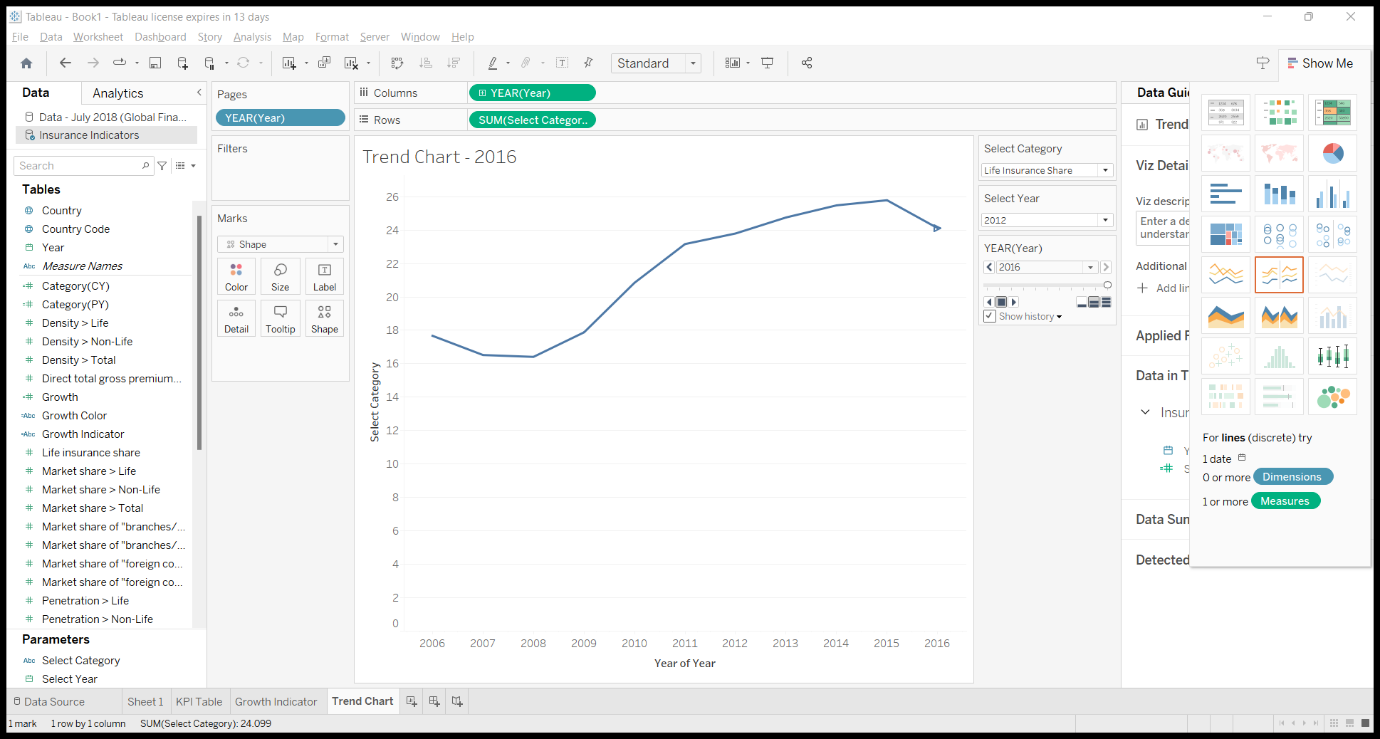 Tableau - Book1 - Tableau license expires in 13 days
File Data Worksheet Dashboard Story Analysis Map Format Server Window Help
Standard
Show Me
Data Analytics
Data - July 2018 (Global Fina...
Insurance Indicators
Search
Tables
Country
Country Code
Year
Abc Measure Names
Category(CY)
Category(PY)
Density > Life
Density > Non-Life
Density > Total
Direct total gross premium...
Growth
Abc Growth Color
Abc Growth Indicator
Life insurance share
Market share > Life
Market share > Non-Life
Market share > Total
Market share of "branches/...
Market share of "branches/...
Market share of "foreign co...
Market share of "foreign co...
Penetration > Life
Penetration > Non-Life
Parameters
Abc Select Category
Select Year
Pages
YEAR(Year)
Filters
Marks
Shape
Color Size Label
Detail Tooltip Shape
Columns YEAR(Year)
Rows SUM(Select Categor..
Trend Chart - 2016
26
24
22
20
18
16
14
12
10
8
6
4
2
0
Select Category
2006 2007 2008 2009 2010 2011 2012 2013 2014 2015 2016
Year of Year
Select Category
Life Insurance Share
Select Year
2012
YEAR(Year)
2016
Show history
Data Guid
Trend
Viz Detai
Viz descrip
Enter a de
understan
Additional
Add lin
Applied F
Data in T
Insur
Y
S
Data Sum
Detected
For lines (discrete) try
1 date
0 or more Dimensions
1 or more Measures
Data Source Sheet 1 KPI Table Growth Indicator Trend Chart
1 mark 1 row by 1 column SUM(Select Category): 24.099